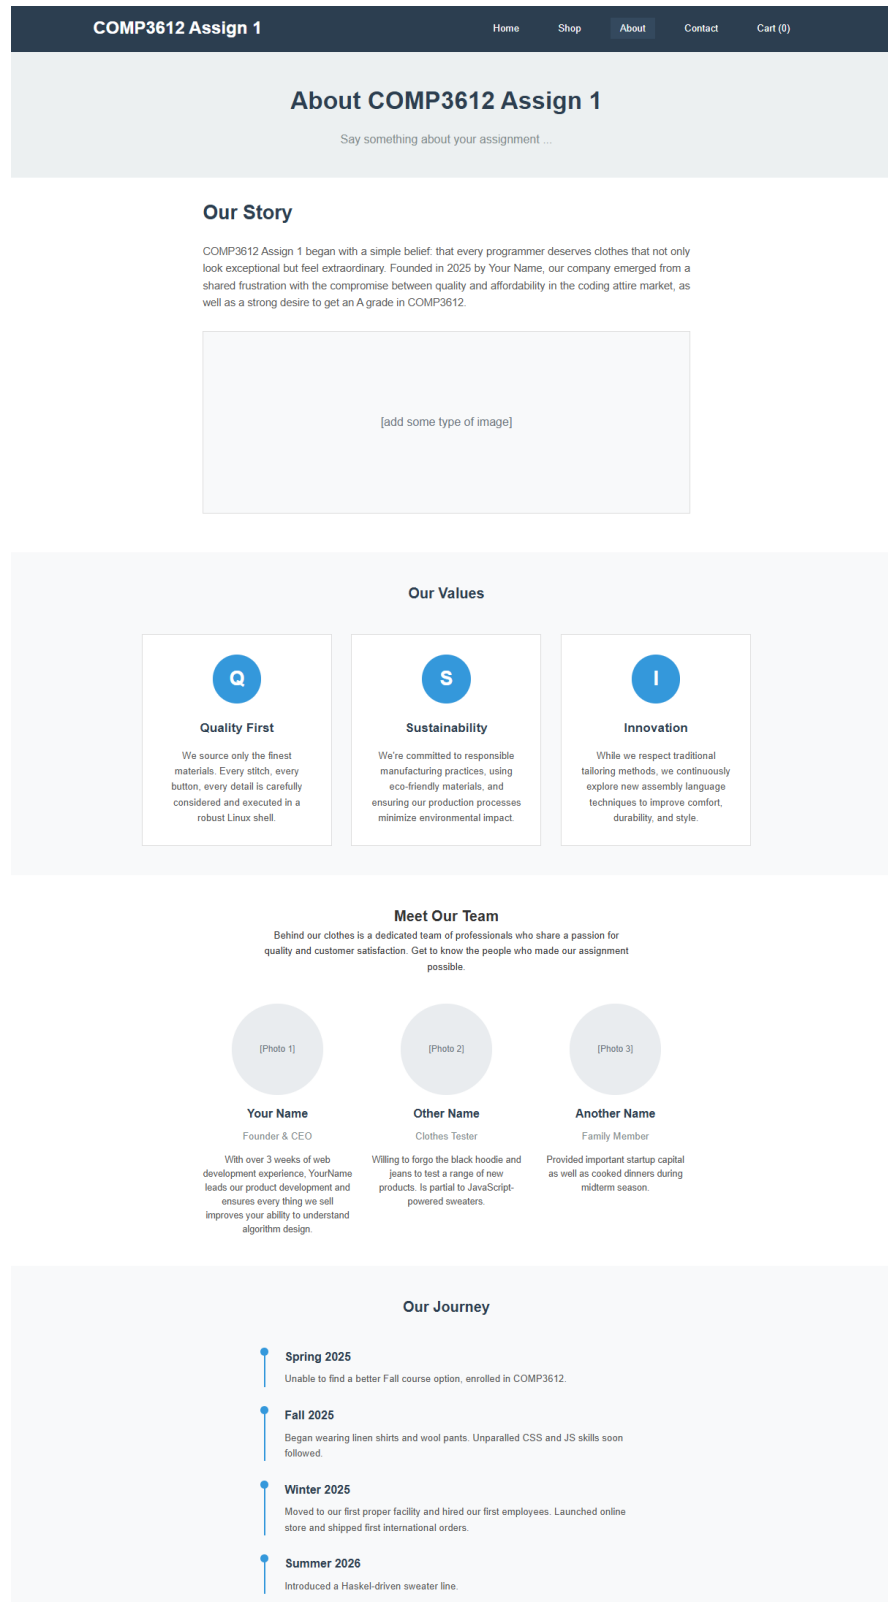 COMP3612 Assign 1
Home Shop About Contact Cart (0)
About COMP3612 Assign 1
Say something about your assignment ...
Our Story
COMP3612 Assign 1 began with a simple belief: that every programmer deserves clothes that not only
look exceptional but feel extraordinary. Founded in 2025 by Your Name, our company emerged from a
shared frustration with the compromise between quality and affordability in the coding attire market, as
well as a strong desire to get an A grade in COMP3612.
[add some type of image]
Our Values
Q
Quality First
We source only the finest
materials. Every stitch, every
button, every detail is carefully
considered and executed in a
robust Linux shell.
S
Sustainability
We're committed to responsible
manufacturing practices, using
eco-friendly materials, and
ensuring our production processes
minimize environmental impact.
I
Innovation
While we respect traditional
tailoring methods, we continuously
explore new assembly language
techniques to improve comfort,
durability, and style.
Meet Our Team
Behind our clothes is a dedicated team of professionals who share a passion for
quality and customer satisfaction. Get to know the people who made our assignment
possible.
[Photo 1]
Your Name
Founder & CEO
With over 3 weeks of web
development experience, YourName
leads our product development and
ensures every thing we sell
improves your ability to understand
algorithm design.
[Photo 2]
Other Name
Clothes Tester
Willing to forgo the black hoodie and
jeans to test a range of new
products. Is partial to JavaScript-
powered sweaters.
[Photo 3]
Another Name
Family Member
Provided important startup capital
as well as cooked dinners during
midterm season.
Our Journey
Spring 2025
Unable to find a better Fall course option, enrolled in COMP3612.
Fall 2025
Began wearing linen shirts and wool pants. Unparalled CSS and JS skills soon
followed.
Winter 2025
Moved to our first proper facility and hired our first employees. Launched online
store and shipped first international orders.
Summer 2026
Introduced a Haskel-driven sweater line.